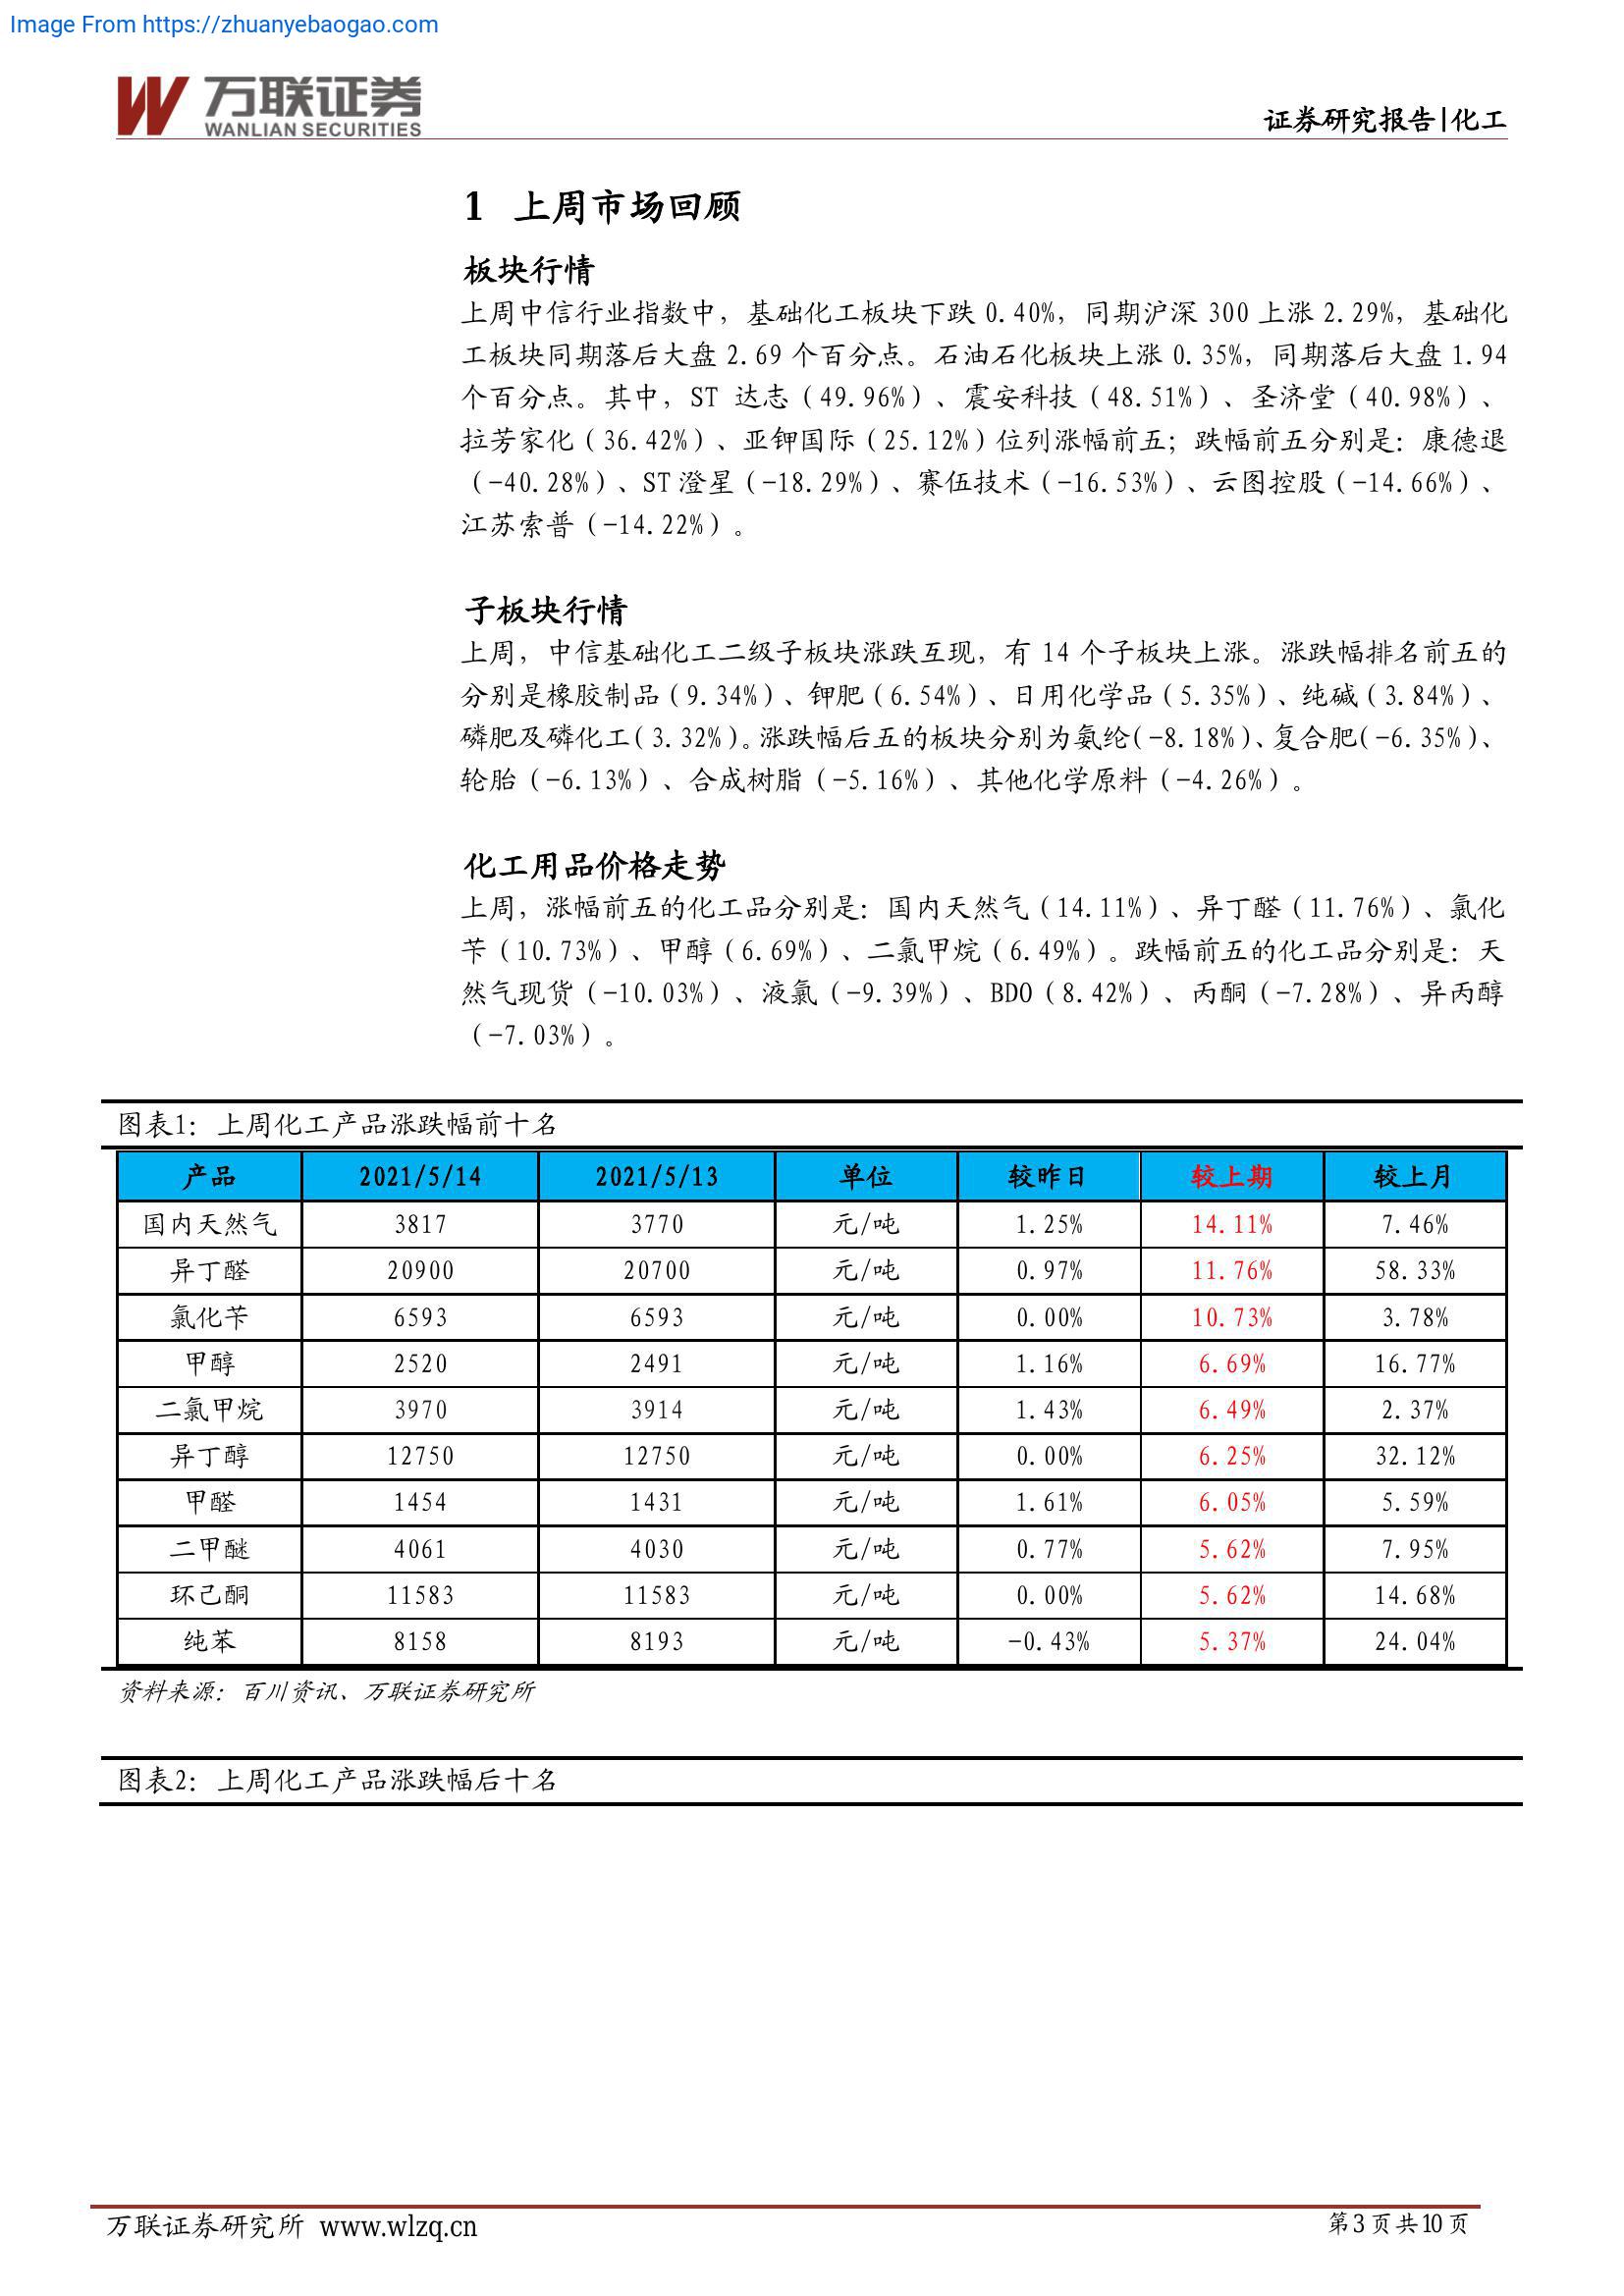 Image From https://zhuanyebaogao.com
万联证券
WANLIAN SECURITIES
证券研究报告|化工
1 上周市场回顾
板块行情
上周中信行业指数中，基础化工板块下跌 0.40%，同期沪深 300 上涨 2.29%，基础化
工板块同期落后大盘 2.69 个百分点。石油石化板块上涨 0.35%，同期落后大盘 1.94
个百分点。其中，ST 达志（49.96%）、震安科技（48.51%）、圣济堂（40.98%）、
拉芳家化（36.42%）、亚钾国际（25.12%）位列涨幅前五；跌幅前五分别是：康德退
（-40.28%）、ST 澄星（-18.29%）、赛伍技术（-16.53%）、云图控股（-14.66%）、
江苏索普（-14.22%）。
子板块行情
上周，中信基础化工二级子板块涨跌互现，有 14 个子板块上涨。涨跌幅排名前五的
分别是橡胶制品（9.34%）、钾肥（6.54%）、日用化学品（5.35%）、纯碱（3.84%）、
磷肥及磷化工（3.32%）。涨跌幅后五的板块分别为氨纶（-8.18%）、复合肥（-6.35%）、
轮胎（-6.13%）、合成树脂（-5.16%）、其他化学原料（-4.26%）。
化工用品价格走势
上周，涨幅前五的化工品分别是：国内天然气（14.11%）、异丁醛（11.76%）、氯化
苄（10.73%）、甲醇（6.69%）、二氯甲烷（6.49%）。跌幅前五的化工品分别是：天
然气现货（-10.03%）、液氯（-9.39%）、BDO（8.42%）、丙酮（-7.28%）、异丙醇
（-7.03%）。
图表1：上周化工产品涨跌幅前十名
产品 2021/5/14 2021/5/13 单位 较昨日 较上期 较上月
国内天然气 3817 3770 元/吨 1.25% 14.11% 7.46%
异丁醛 20900 20700 元/吨 0.97% 11.76% 58.33%
氯化苄 6593 6593 元/吨 0.00% 10.73% 3.78%
甲醇 2520 2491 元/吨 1.16% 6.69% 16.77%
二氯甲烷 3970 3914 元/吨 1.43% 6.49% 2.37%
异丁醇 12750 12750 元/吨 0.00% 6.25% 32.12%
甲醛 1454 1431 元/吨 1.61% 6.05% 5.59%
二甲醚 4061 4030 元/吨 0.77% 5.62% 7.95%
环己酮 11583 11583 元/吨 0.00% 5.62% 14.68%
纯苯 8158 8193 元/吨 -0.43% 5.37% 24.04%
资料来源：百川资讯、万联证券研究所
图表2：上周化工产品涨跌幅后十名
万联证券研究所 www.wlzq.cn
第 3 页 共 10 页